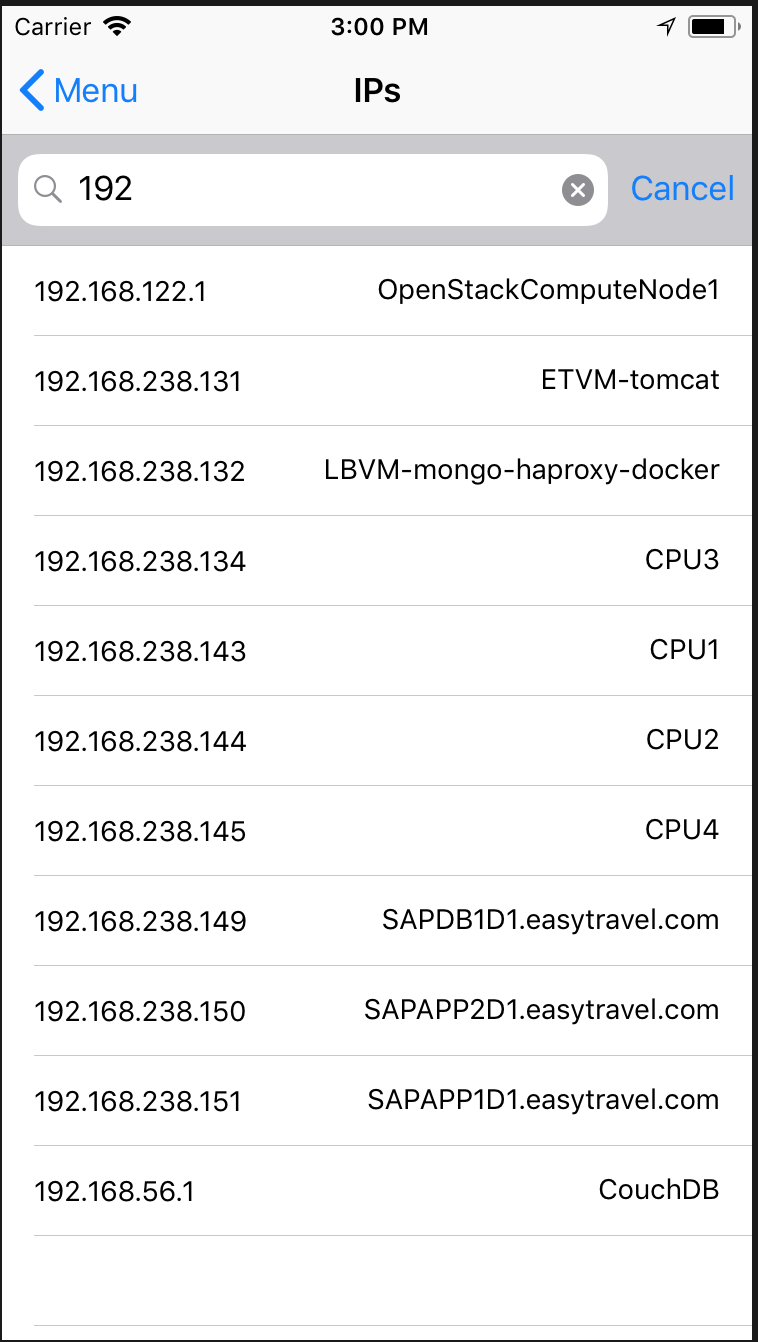 Carrier 3:00 PM
Menu IPs
192 Cancel
192.168.122.1 OpenStackComputeNode1
192.168.238.131 ETVM-tomcat
192.168.238.132 LBVM-mongo-haproxy-docker
192.168.238.134 CPU3
192.168.238.143 CPU1
192.168.238.144 CPU2
192.168.238.145 CPU4
192.168.238.149 SAPDB1D1.easytravel.com
192.168.238.150 SAPAPP2D1.easytravel.com
192.168.238.151 SAPAPP1D1.easytravel.com
192.168.56.1 CouchDB